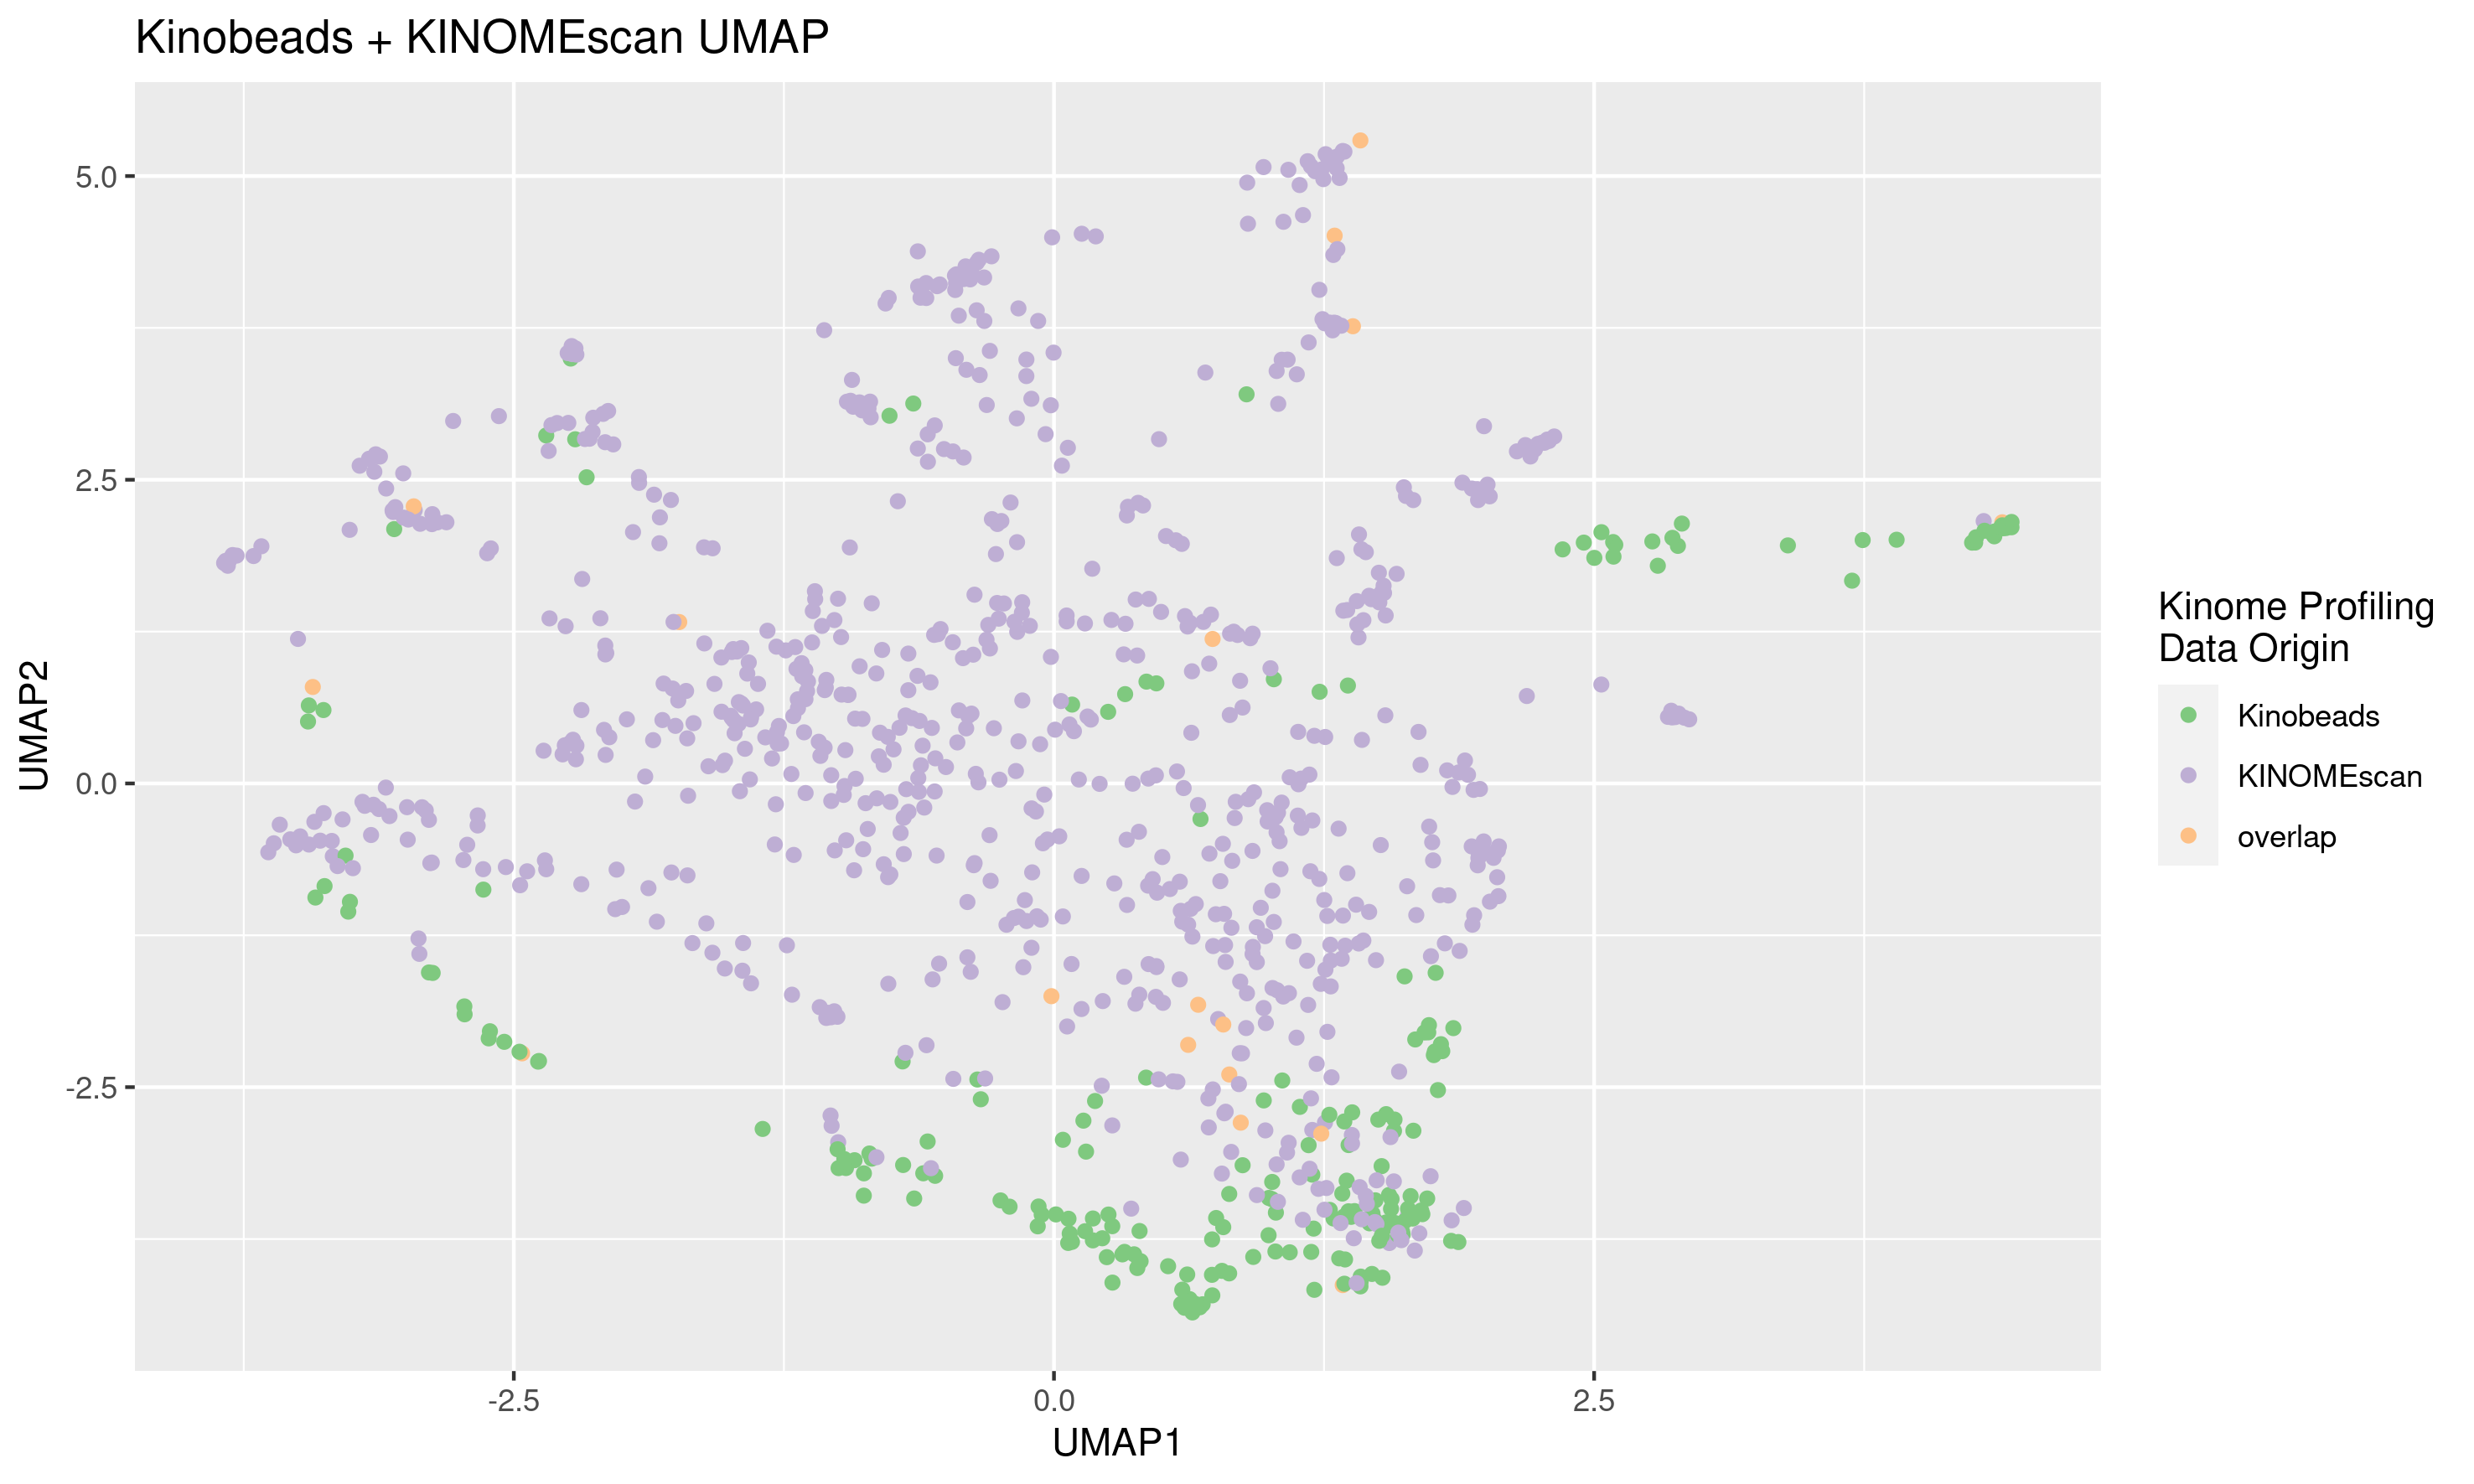 Kinobeads + KINOMEscan UMAP
5.0
2.5
0.0
-2.5
UMAP2
-2.5
0.0
2.5
UMAP1
Kinome Profiling
Data Origin
Kinobeads
KINOMEscan
overlap